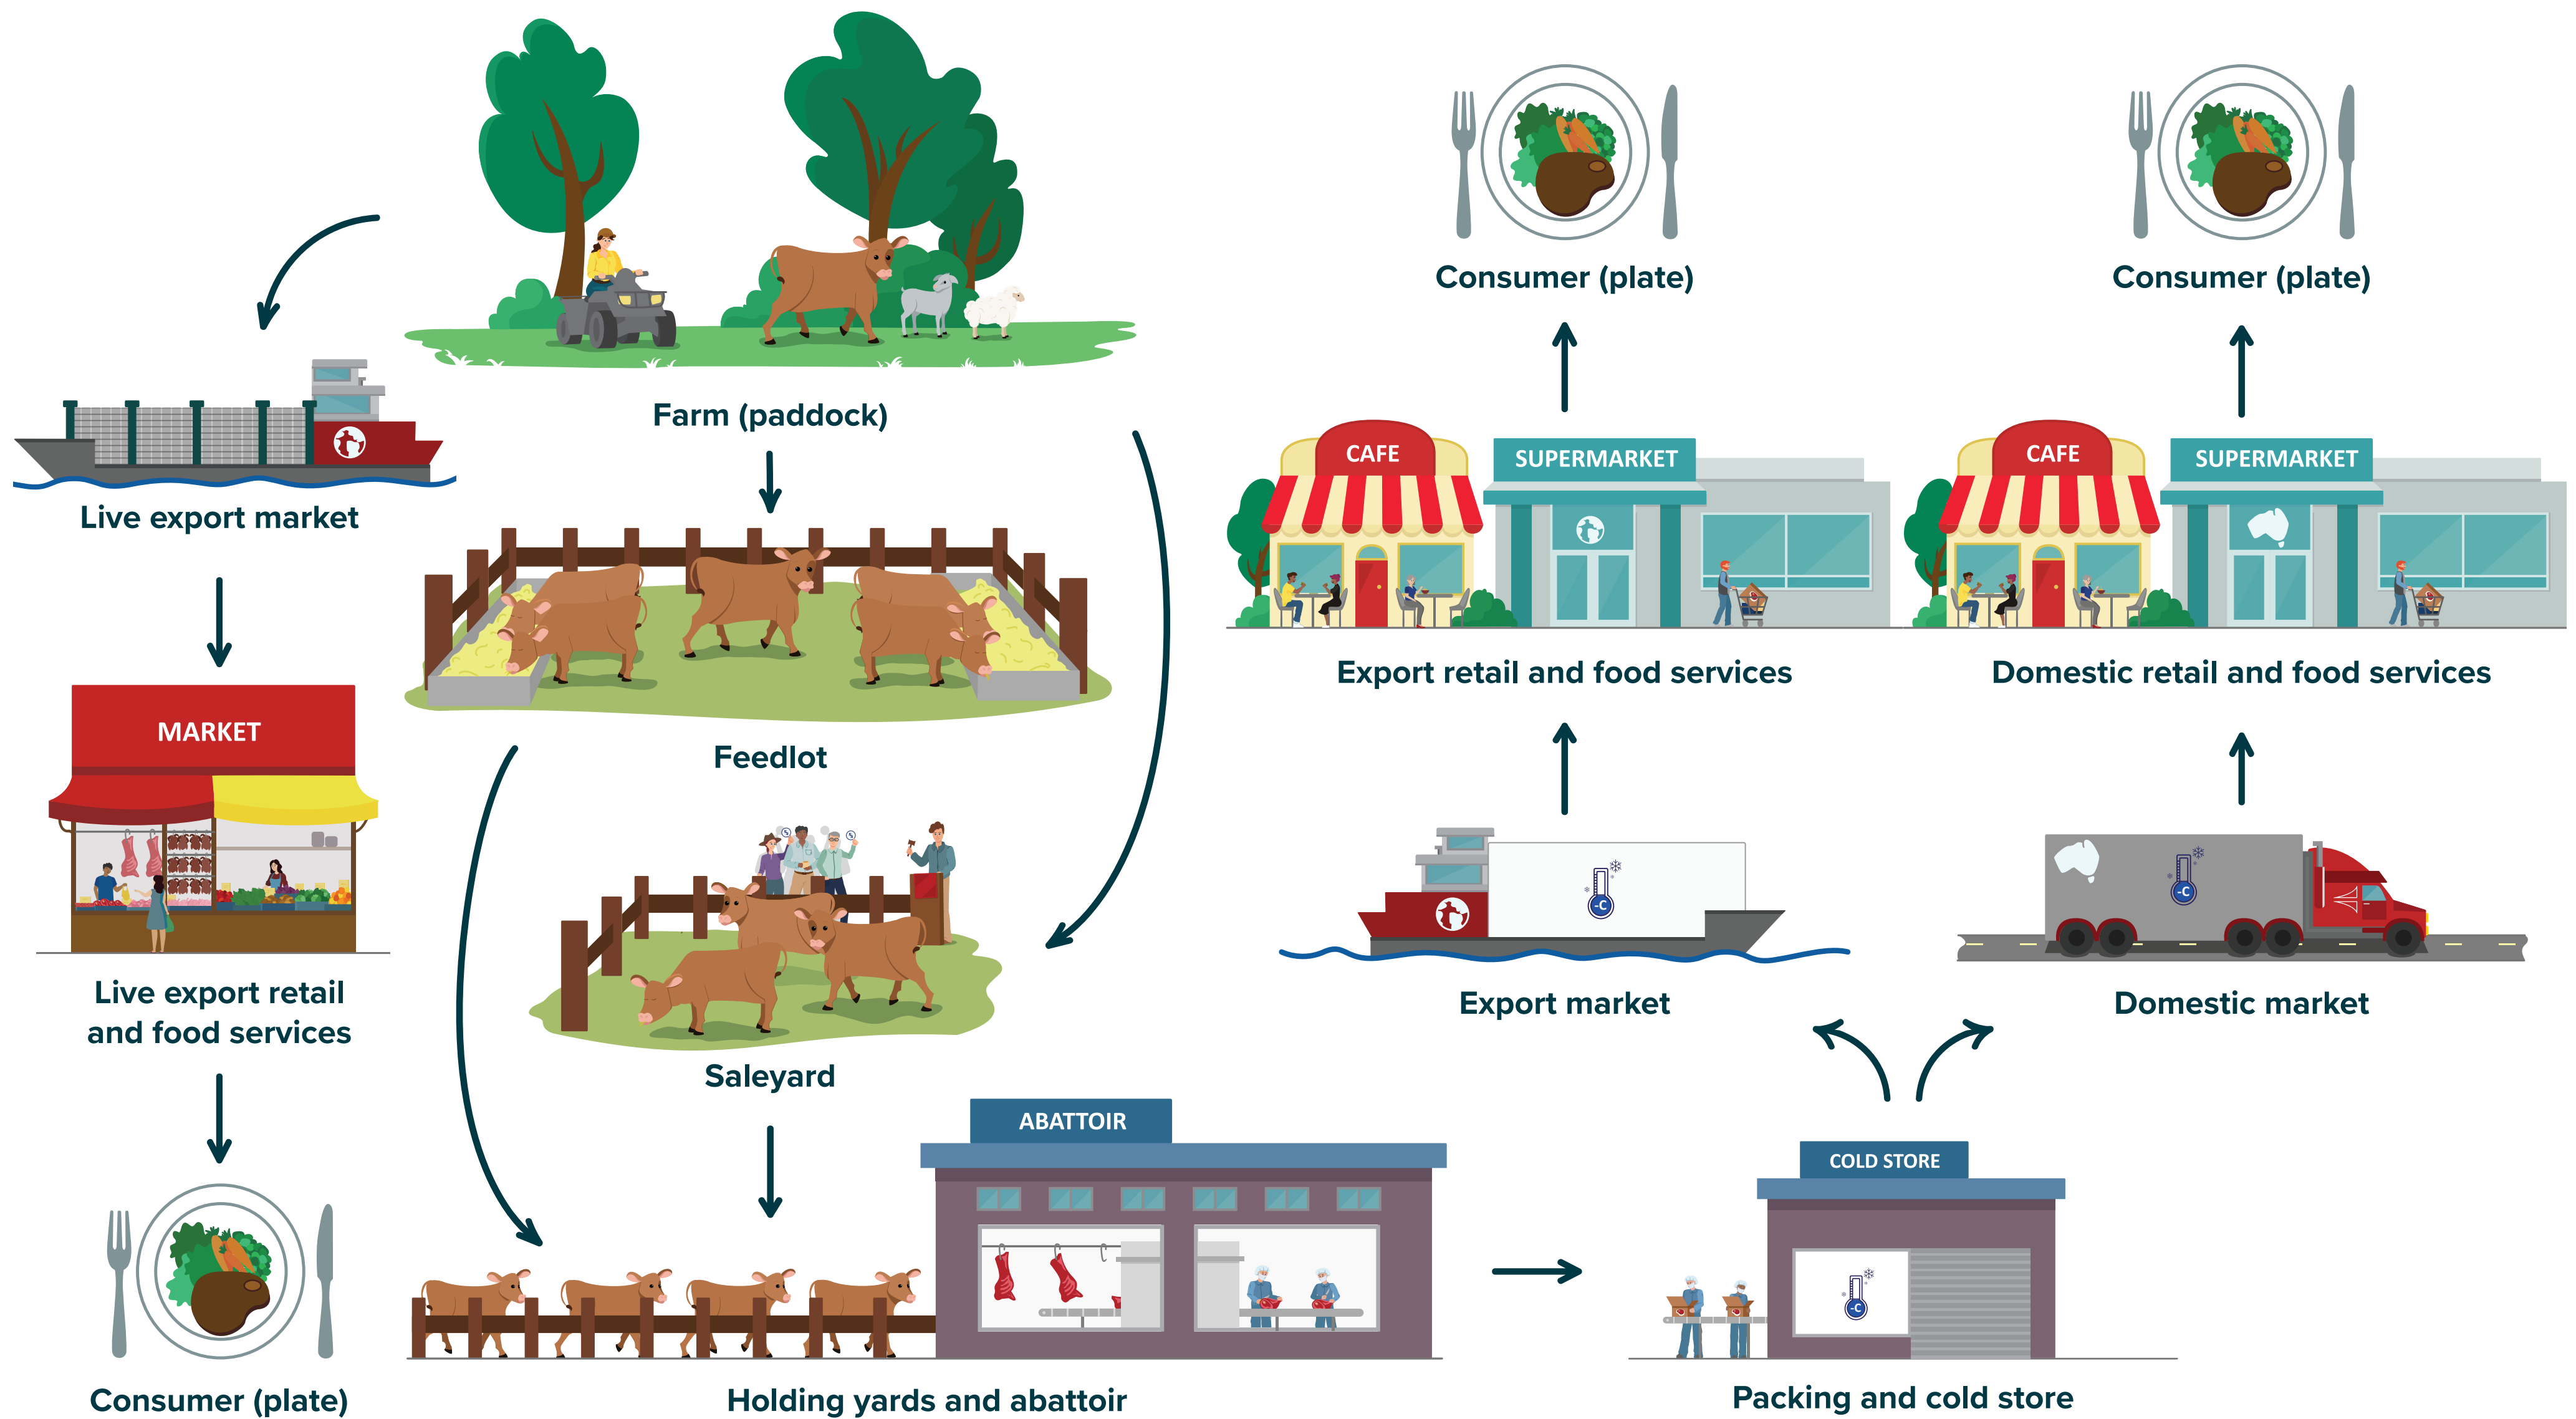 Farm (paddock)
Live export market
MARKET
Live export retail
and food services
Consumer (plate)
Feedlot
Saleyard
ABATTOIR
Holding yards and abattoir
COLD STORE
-C
Packing and cold store
-C
Export market
CAFE
SUPERMARKET
Export retail and food services
Consumer (plate)
-C
Domestic market
CAFE
SUPERMARKET
Domestic retail and food services
Consumer (plate)